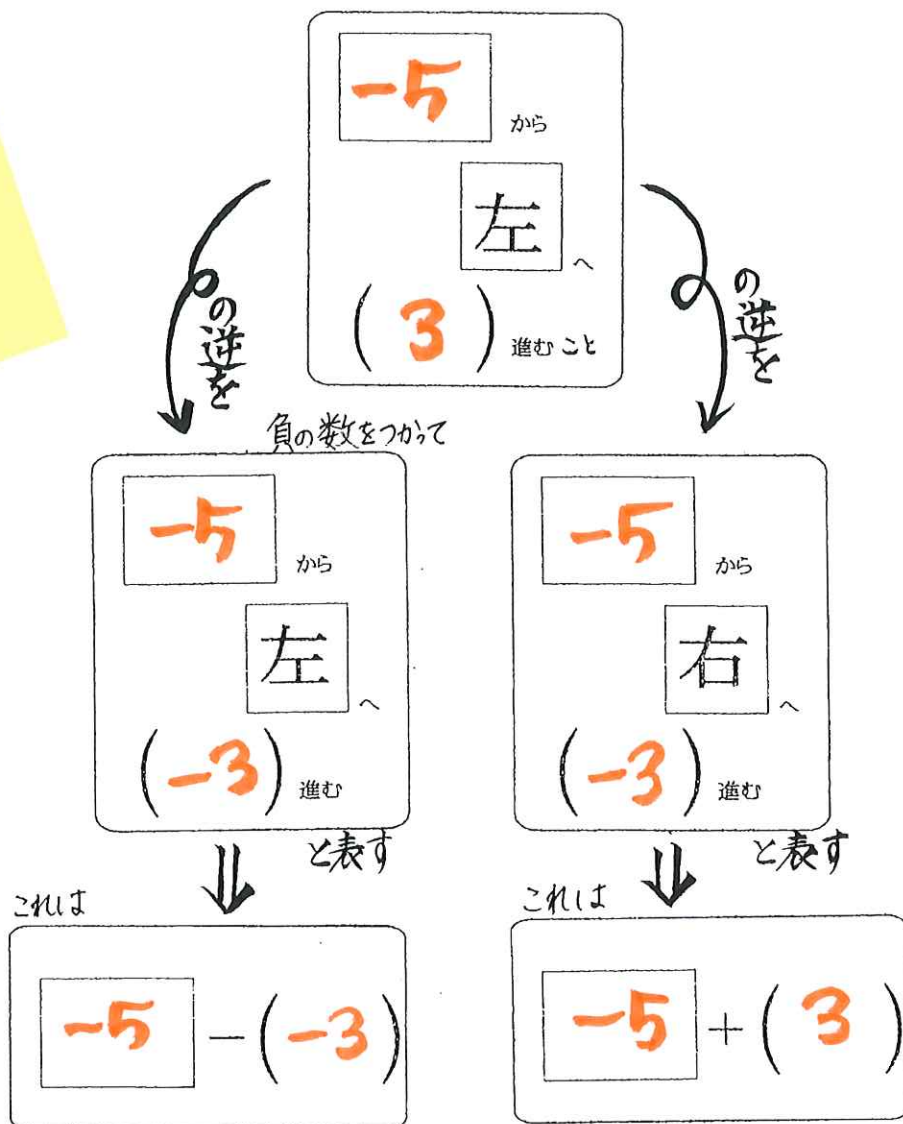 -5 から
左 へ
( 3 ) 進むこと
の逆を
の逆を
負の数をつかって
-5 から
左 へ
(-3) 進む
と表す
-5 から
右 へ
(-3) 進む
と表す
これは
-5 - (-3)
これは
-5 + ( 3 )